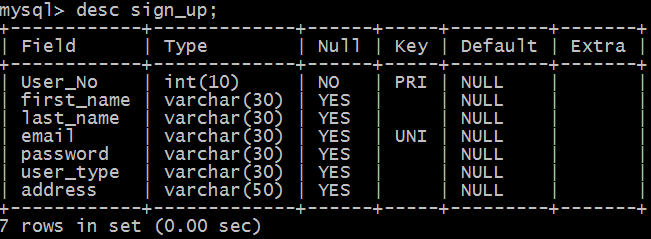 mysql> desc sign_up;
+------------+-------------+------+-----+---------+-------+
| Field      | Type        | Null | Key | Default | Extra |
+------------+-------------+------+-----+---------+-------+
| User_No    | int(10)     | NO   | PRI | NULL    |       |
| first_name | varchar(30) | YES  |     | NULL    |       |
| last_name  | varchar(30) | YES  |     | NULL    |       |
| email      | varchar(30) | YES  | UNI | NULL    |       |
| password   | varchar(30) | YES  |     | NULL    |       |
| user_type  | varchar(30) | YES  |     | NULL    |       |
| address    | varchar(50) | YES  |     | NULL    |       |
+------------+-------------+------+-----+---------+-------+
7 rows in set (0.00 sec)